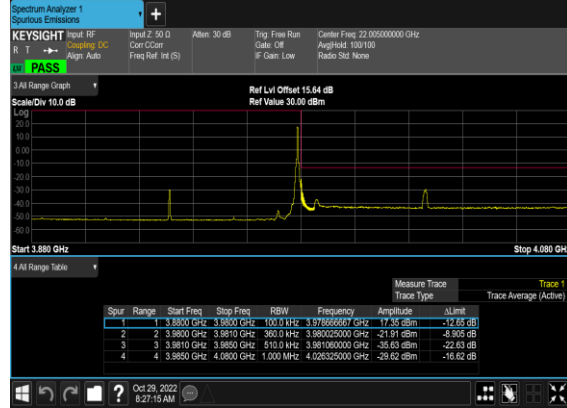 Spectrum Analyzer 1
Spurious Emissions
KEYSIGHT Input: RF Input Z: 50 Ω Atten: 30 dB Trig: Free Run Center Freq: 22.005000000 GHz
R T Coupling: DC Corr CCorr Gate: Off Avg|Hold: 100/100
Align: Auto Freq Ref: Int (S) IF Gain: Low Radio Std: None
PASS
3 All Range Graph Ref Lvl Offset 15.64 dB
Scale/Div 10.0 dB Ref Value 30.00 dBm
Log
20.0
10.0
0.00
-10.0
-20.0
-30.0
-40.0
-50.0
-60.0
Start 3.880 GHz Stop 4.080 GH
4 All Range Table
Measure Trace Trace 1
Trace Type Trace Average (Active)
Spur Range Start Freq Stop Freq RBW Frequency Amplitude ΔLimit
1 1 3.8800 GHz 3.9800 GHz 100.0 kHz 3.978666667 GHz 17.35 dBm -12.65 dB
2 2 3.9800 GHz 3.9810 GHz 360.0 kHz 3.980025000 GHz -21.91 dBm -8.905 dB
3 3 3.9810 GHz 3.9850 GHz 510.0 kHz 3.981060000 GHz -35.63 dBm -22.63 dB
4 4 3.9850 GHz 4.0800 GHz 1.000 MHz 4.026325000 GHz -29.62 dBm -16.62 dB
? Oct 29, 2022
8:27:15 AM